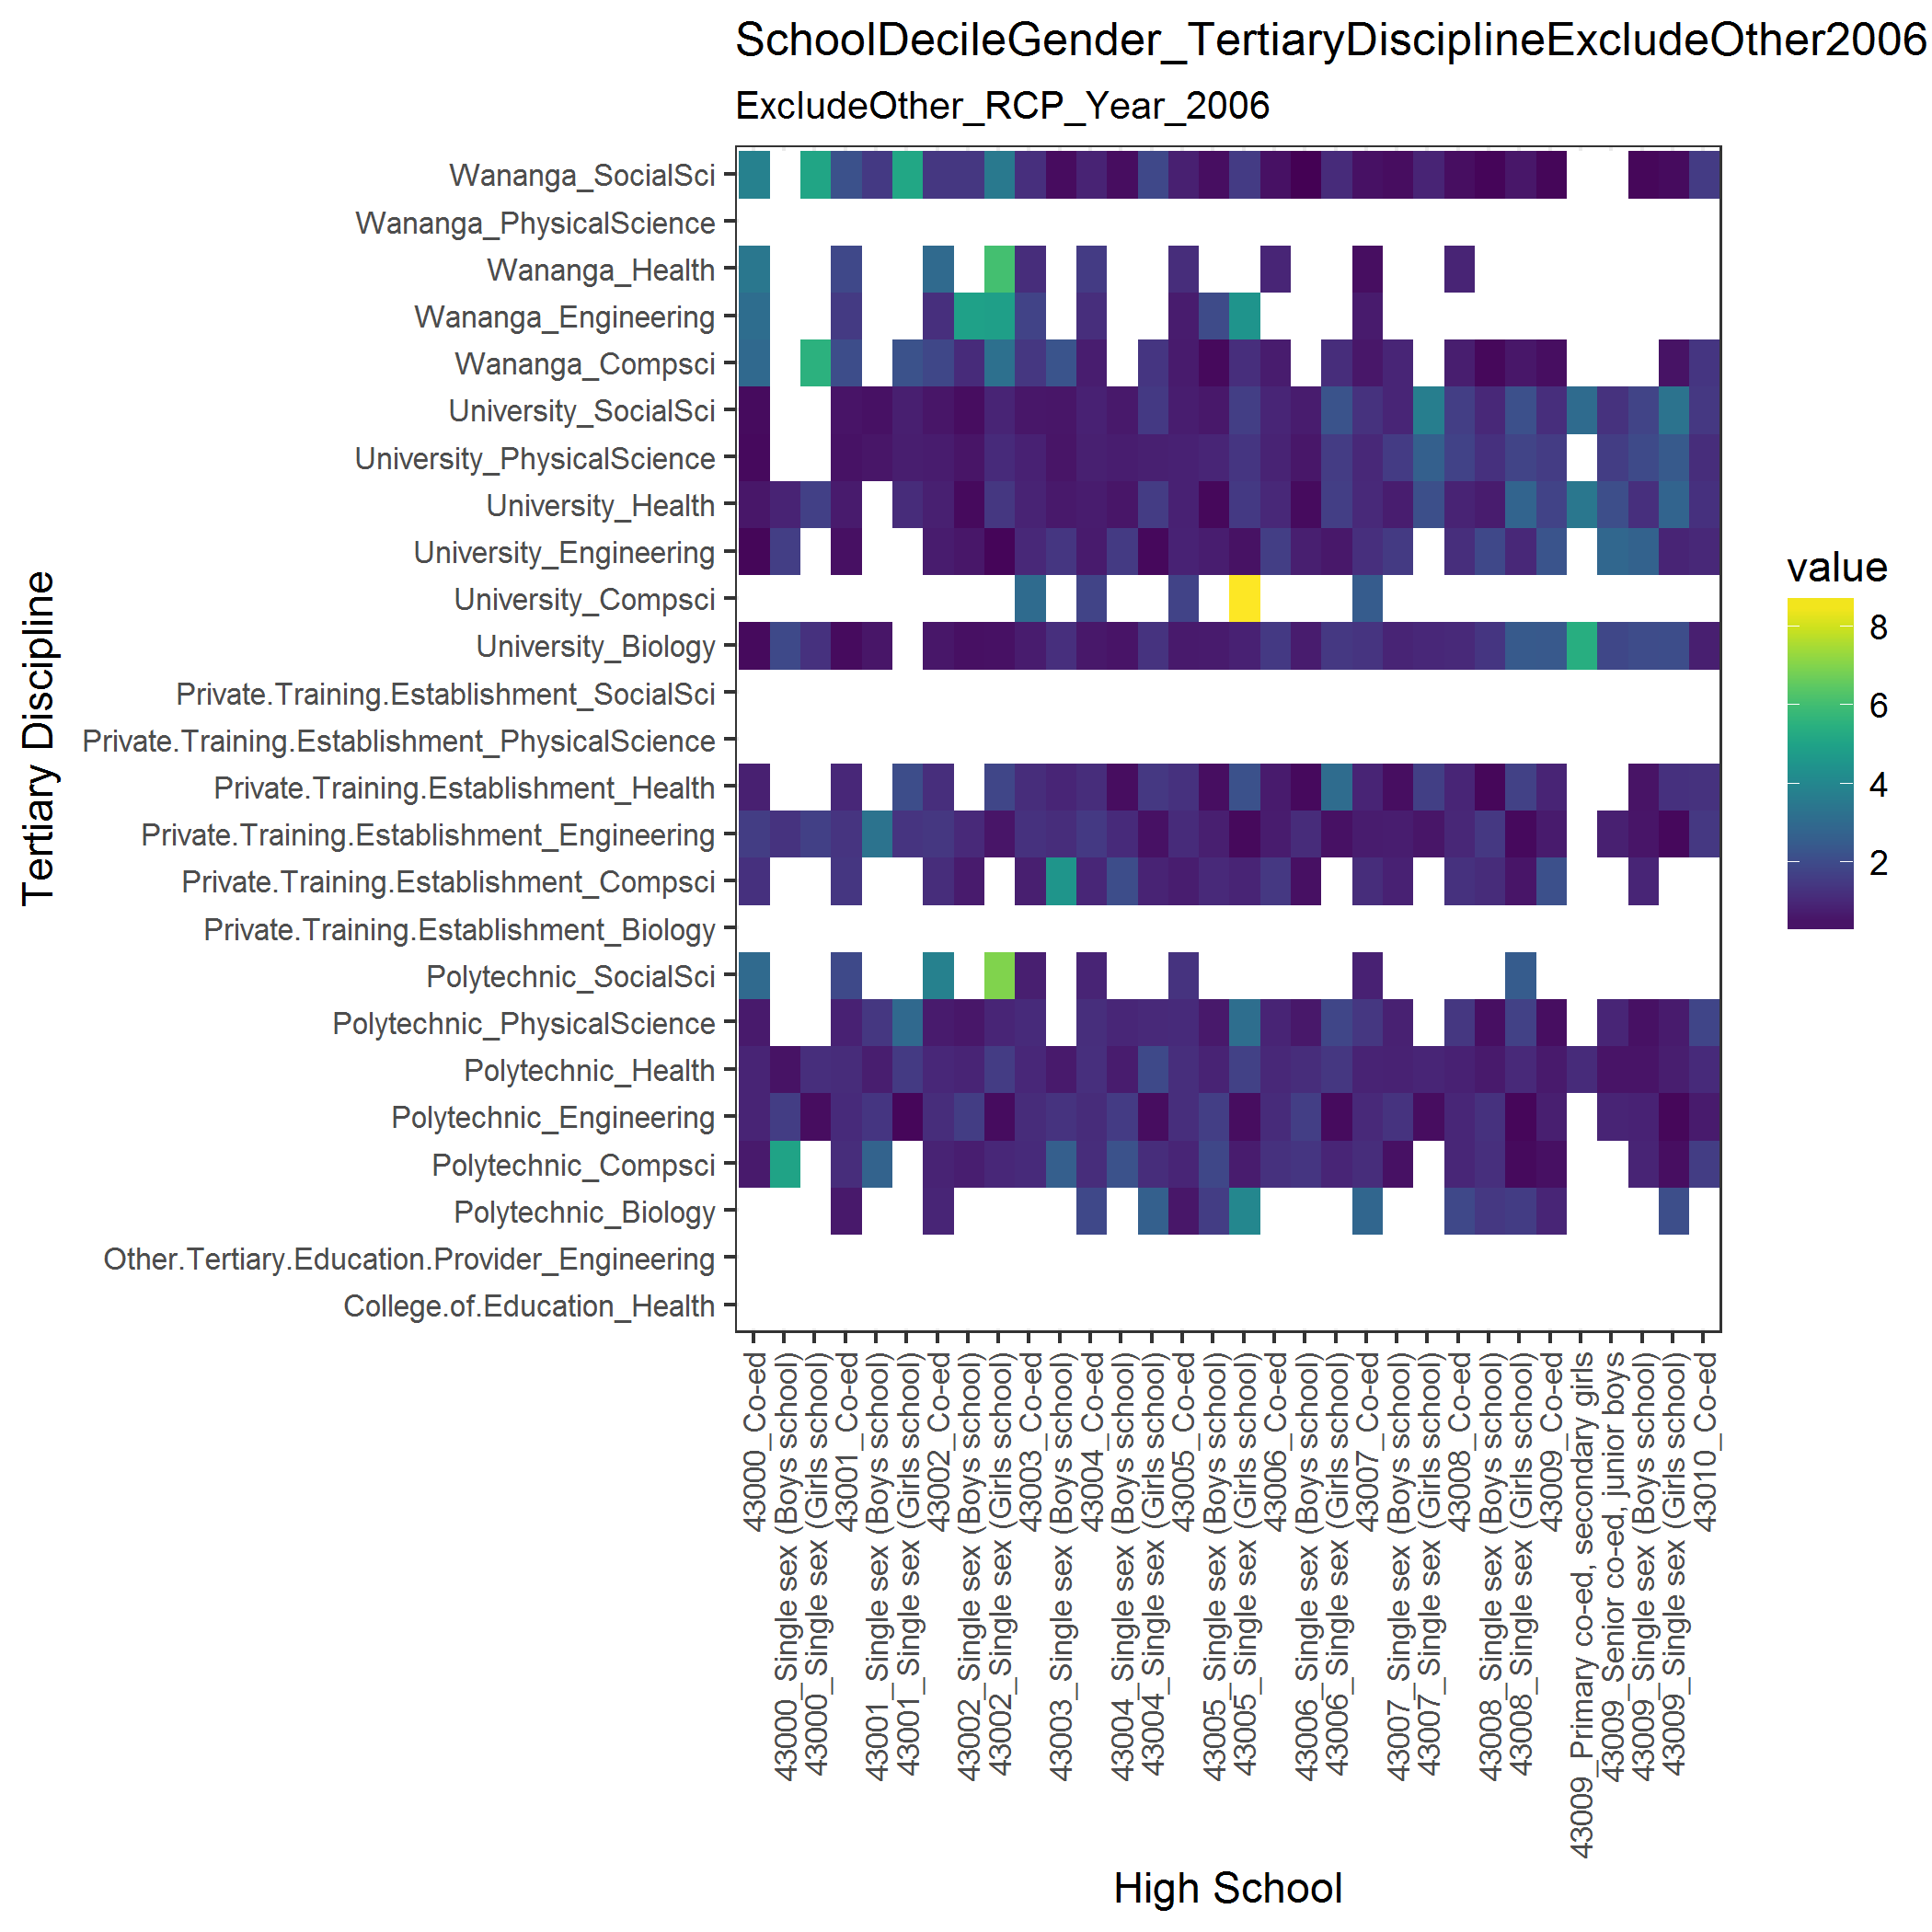 SchoolDecileGender_TertiaryDisciplineExcludeOther2006
ExcludeOther_RCP_Year_2006
Tertiary Discipline
Wananga_SocialSci
Wananga_PhysicalScience
Wananga_Health
Wananga_Engineering
Wananga_Compsci
University_SocialSci
University_PhysicalScience
University_Health
University_Engineering
University_Compsci
University_Biology
Private.Training.Establishment_SocialSci
Private.Training.Establishment_PhysicalScience
Private.Training.Establishment_Health
Private.Training.Establishment_Engineering
Private.Training.Establishment_Compsci
Private.Training.Establishment_Biology
Polytechnic_SocialSci
Polytechnic_PhysicalScience
Polytechnic_Health
Polytechnic_Engineering
Polytechnic_Compsci
Polytechnic_Biology
Other.Tertiary.Education.Provider_Engineering
College.of.Education_Health
43000_Co-ed
43000_Single sex (Boys school)
43000_Single sex (Girls school)
43001_Co-ed
43001_Single sex (Boys school)
43001_Single sex (Girls school)
43002_Co-ed
43002_Single sex (Boys school)
43002_Single sex (Girls school)
43003_Co-ed
43003_Single sex (Boys school)
43004_Co-ed
43004_Single sex (Boys school)
43004_Single sex (Girls school)
43005_Co-ed
43005_Single sex (Boys school)
43005_Single sex (Girls school)
43006_Co-ed
43006_Single sex (Boys school)
43006_Single sex (Girls school)
43007_Co-ed
43007_Single sex (Boys school)
43007_Single sex (Girls school)
43008_Co-ed
43008_Single sex (Boys school)
43008_Single sex (Girls school)
43009_Co-ed
43009_Primary co-ed, secondary girls
43009_Senior co-ed, junior boys
43009_Single sex (Boys school)
43009_Single sex (Girls school)
43010_Co-ed
High School
value
8
6
4
2